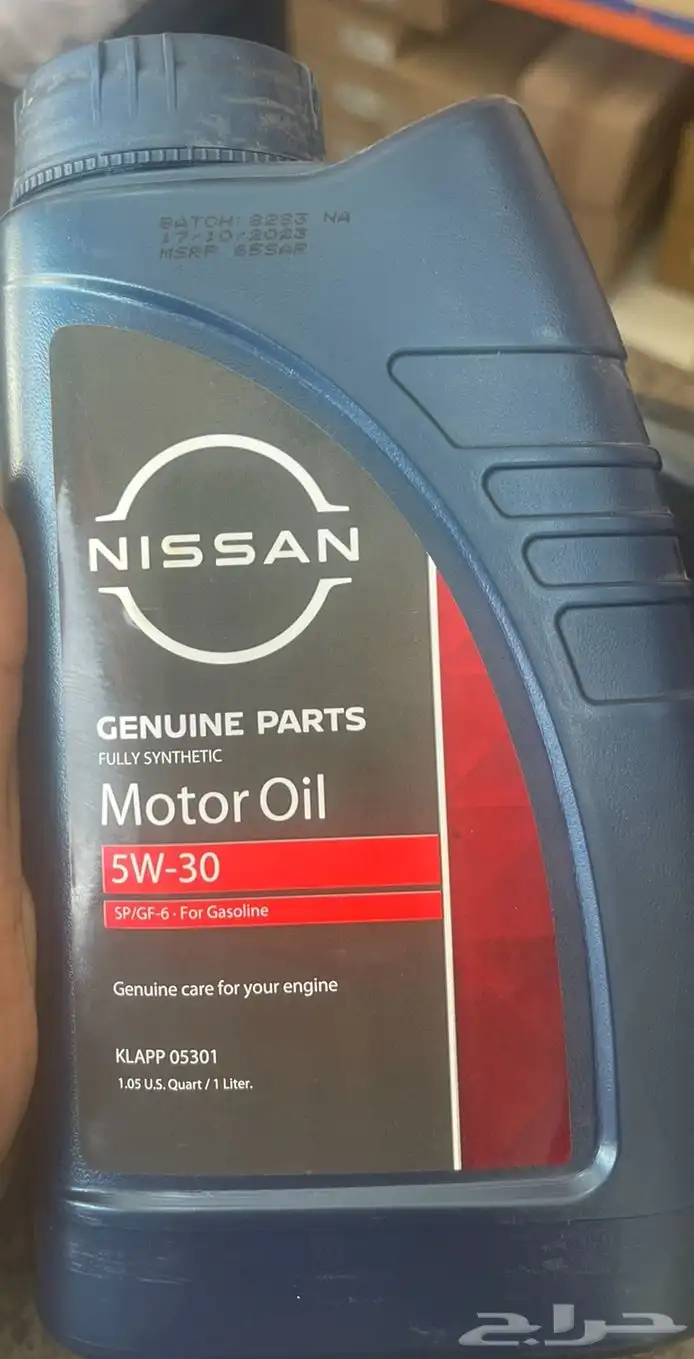 BATCH: 8283 NA
17/10/2023
MSRP 65SAR
NISSAN
GENUINE PARTS
FULLY SYNTHETIC
Motor Oil
5W-30
SP/GF-6 · For Gasoline
Genuine care for your engine
KLAPP 05301
1.05 U.S. Quart / 1 Liter.
حراج